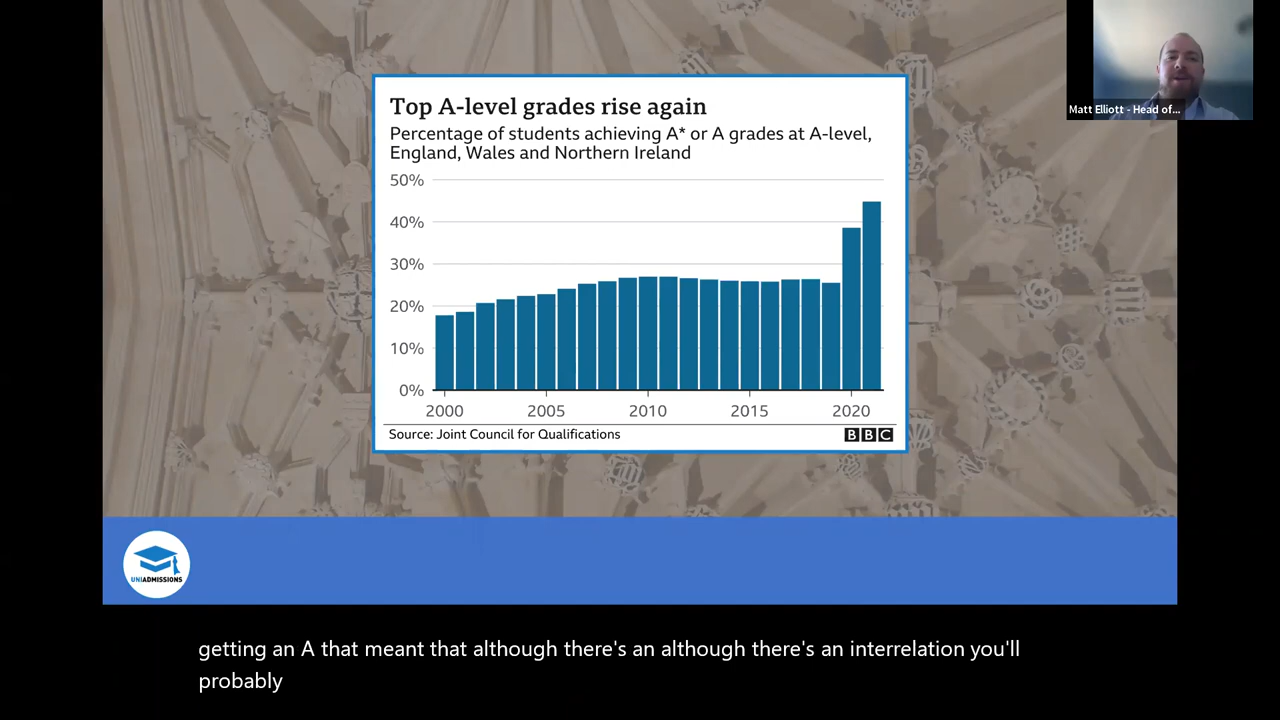 Top A-level grades rise again
Percentage of students achieving A* or A grades at A-level,
England, Wales and Northern Ireland
50%
40%
30%
20%
10%
0%
2000 2005 2010 2015 2020
Source: Joint Council for Qualifications
BBC
Matt Elliott - Head of...
UNIADMISSIONS
getting an A that meant that although there's an although there's an interrelation you'll
probably